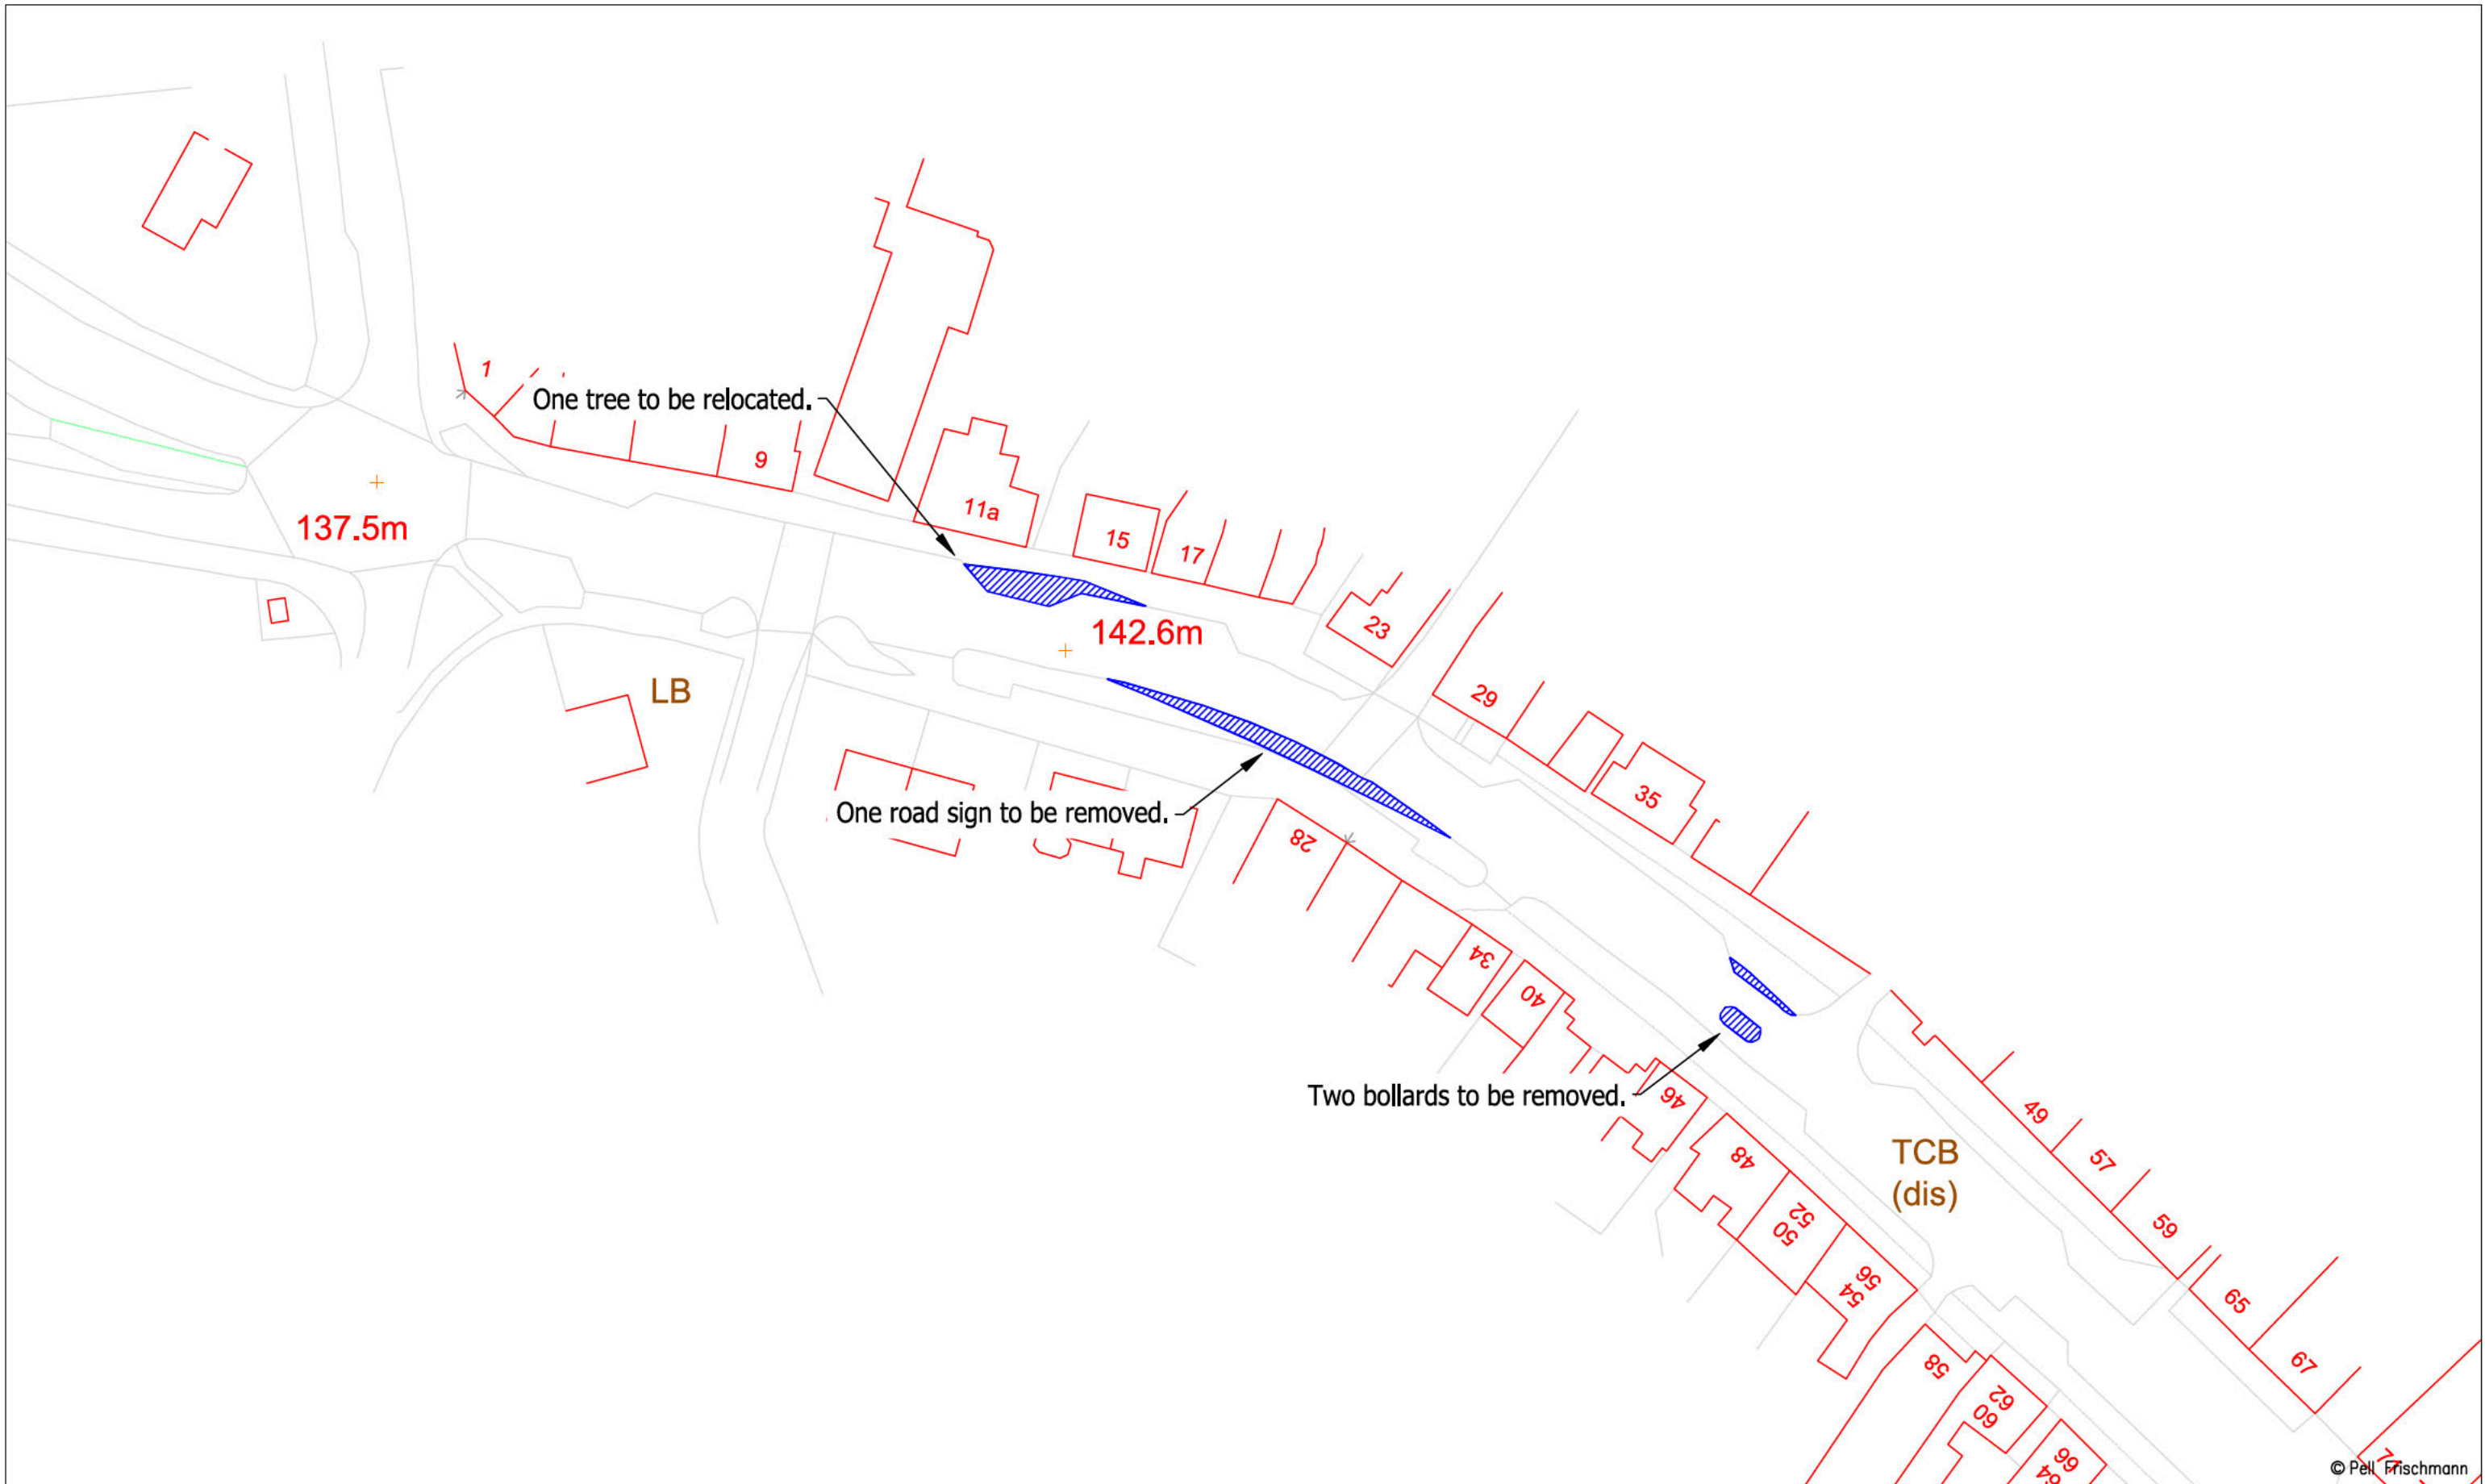 1
One tree to be relocated.
9
137.5m
11a
15
17
142.6m
23
LB
29
35
One road sign to be removed.
28
34
40
Two bollards to be removed.
46
49
TCB
(dis)
57
48
52
50
59
56
54
65
67
58
62
60
66
© Pell Frischmann